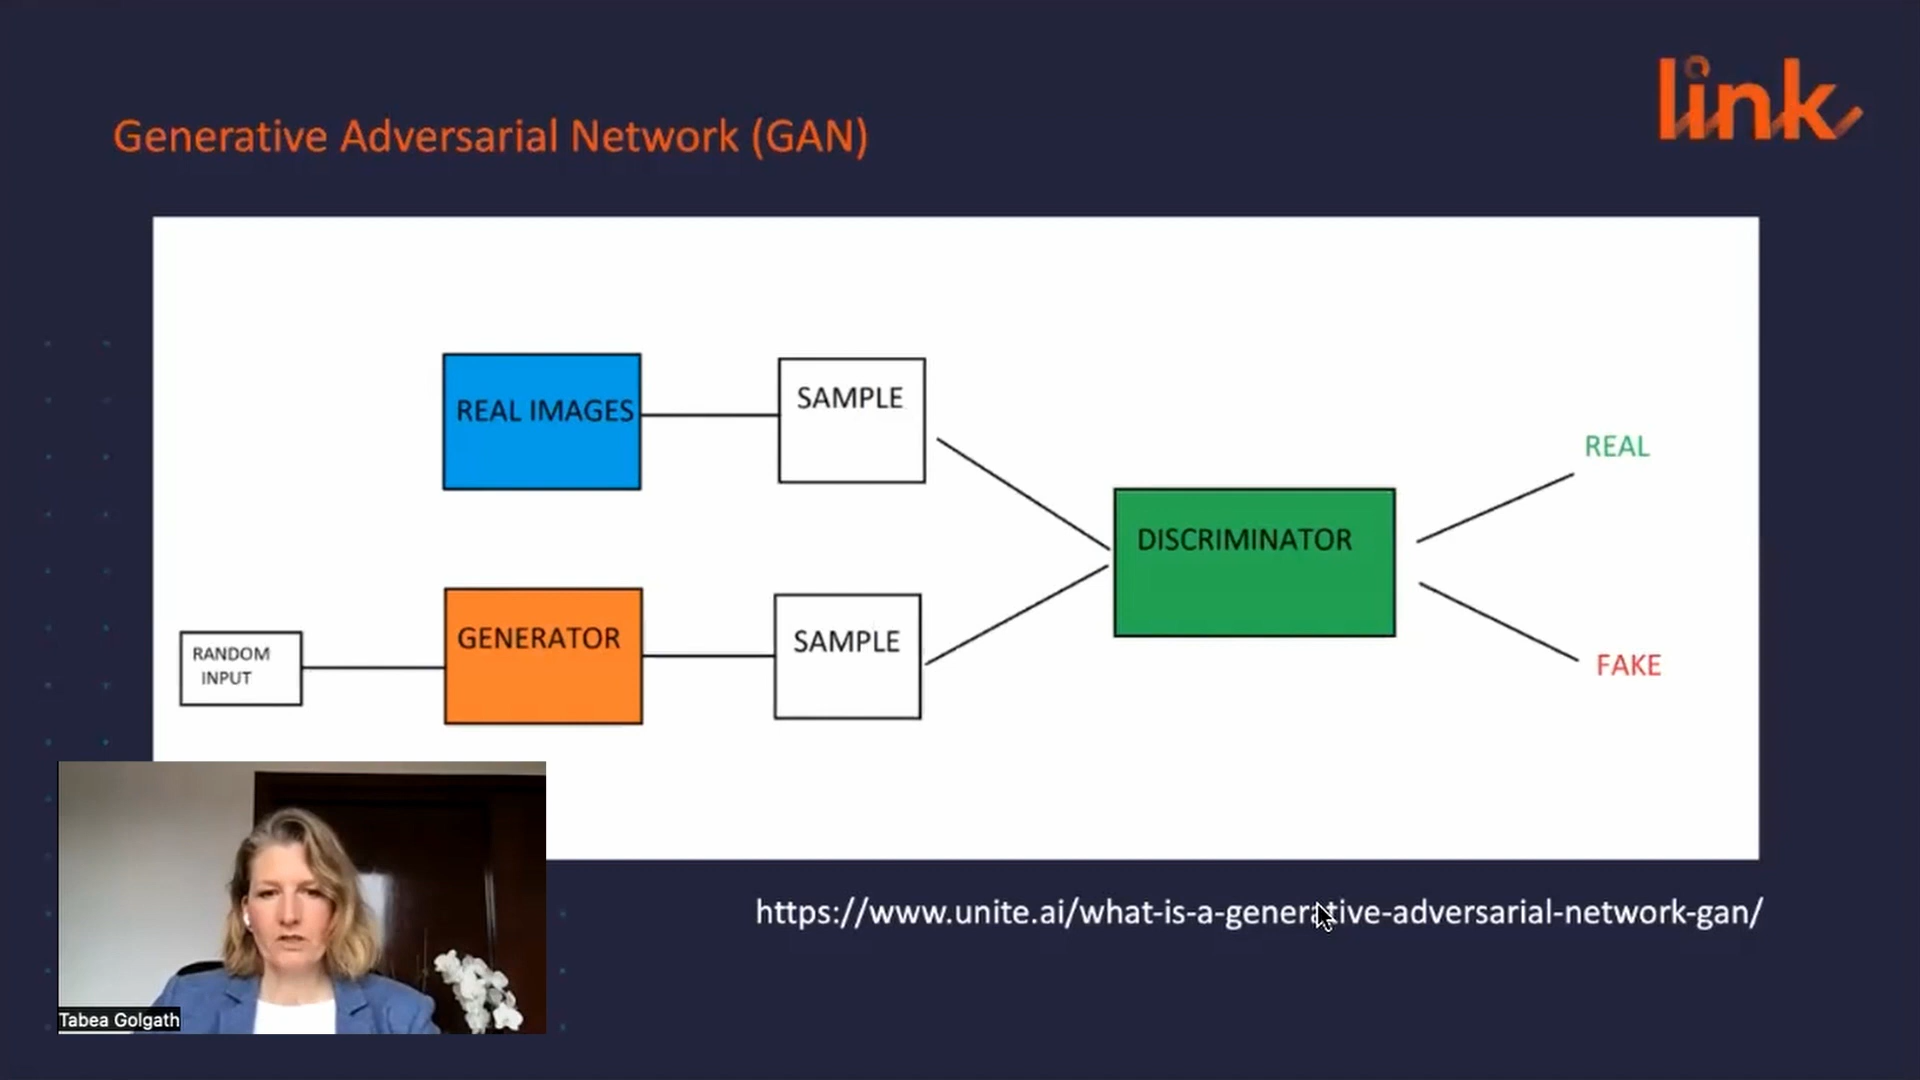 link
Generative Adversarial Network (GAN)
REAL IMAGES
SAMPLE
REAL
DISCRIMINATOR
GENERATOR
SAMPLE
RANDOM
INPUT
FAKE
https://www.unite.ai/what-is-a-generative-adversarial-network-gan/
Tabea Golgath